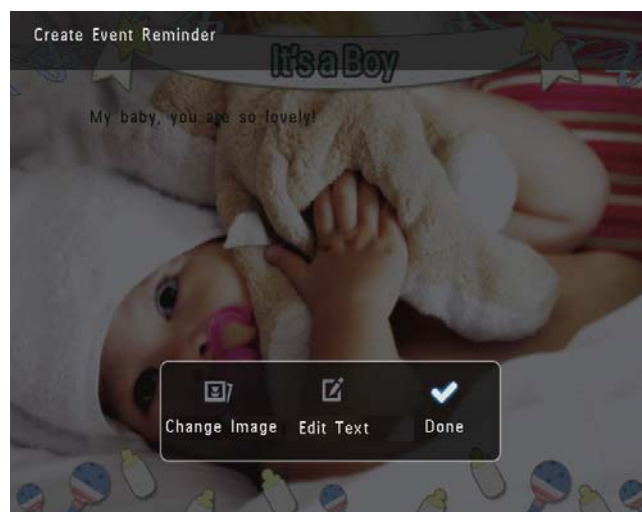 Create Event Reminder
It's a Boy
My baby, you are so lovely!
Change Image
Edit Text
Done